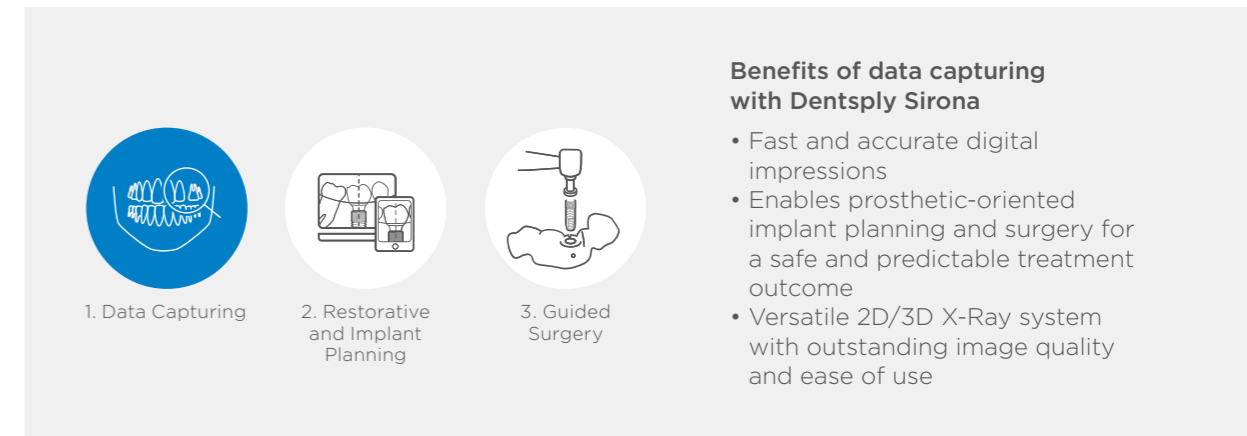 1. Data Capturing
2. Restorative
and Implant
Planning
3. Guided
Surgery
Benefits of data capturing
with Dentsply Sirona
• Fast and accurate digital
impressions
• Enables prosthetic-oriented
implant planning and surgery for
a safe and predictable treatment
outcome
• Versatile 2D/3D X-Ray system
with outstanding image quality
and ease of use